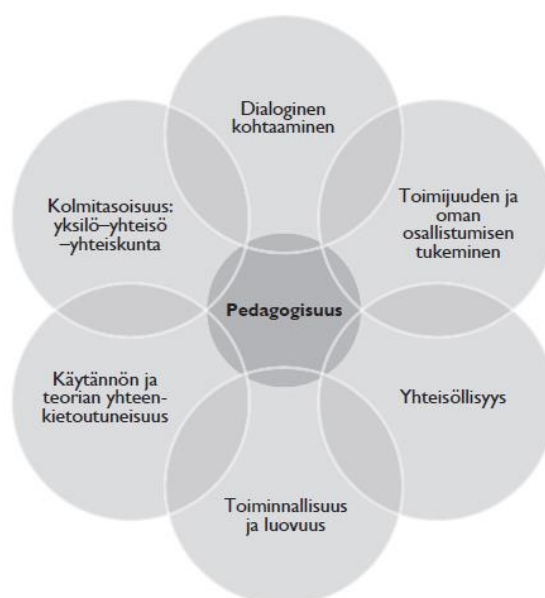 Dialoginen
kohtaaminen
Kolmitasoisuus:
yksilö–yhteisö
–yhteiskunta
Toimijuuden ja
oman
osallistumisen
tukeminen
Pedagogisuus
Käytännön ja
teorian yhteen-
kietoutuneisuus
Yhteisöllisyys
Toiminnallisuus
ja luovuus